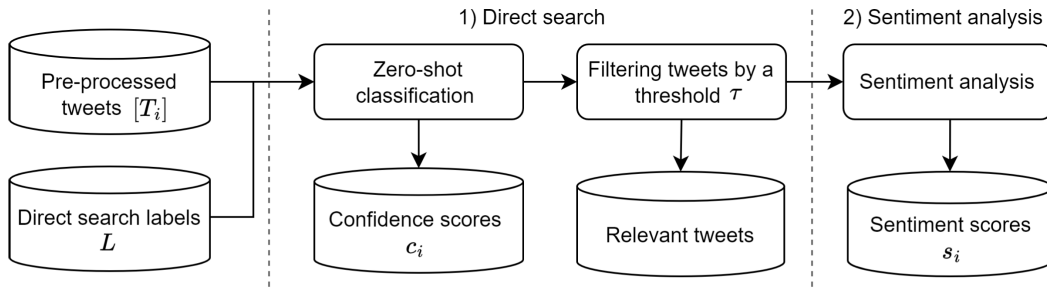 1) Direct search
2) Sentiment analysis
Pre-processed
tweets [T_i]
Zero-shot
classification
Filtering tweets by a
threshold τ
Sentiment analysis
Direct search labels
L
Confidence scores
c_i
Relevant tweets
Sentiment scores
s_i